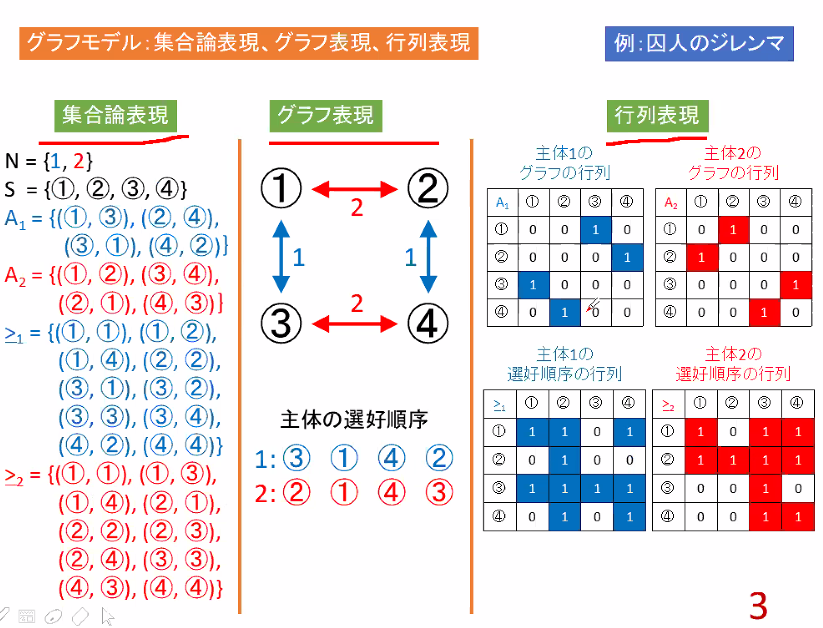 グラフモデル：集合論表現、グラフ表現、行列表現
例：囚人のジレンマ
集合論表現
N = {1, 2}
S = {①, ②, ③, ④}
A₁ = {(①, ③), (②, ④),
(③, ①), (④, ②)}
A₂ = {(①, ②), (③, ④),
(②, ①), (④, ③)}
≥₁ = {(①, ①), (①, ②),
(①, ④), (②, ②),
(③, ①), (③, ②),
(③, ③), (③, ④),
(④, ②), (④, ④)}
≥₂ = {(①, ①), (①, ③),
(①, ④), (②, ①),
(②, ②), (②, ③),
(②, ④), (③, ③),
(④, ③), (④, ④)}
グラフ表現
① ②
2
1 1
2
③ ④
主体の選好順序
1: ③ ① ④ ②
2: ② ① ④ ③
行列表現
主体1の
グラフの行列
A₁ ① ② ③ ④
① 0 0 1 0
② 0 0 0 1
③ 1 0 0 0
④ 0 1 0
主体2の
グラフの行列
A₂ ① ② ③ ④
① 0 1 0 0
② 1 0 0 0
③ 0 0 0 1
④ 0 0 1 0
主体1の
選好順序の行列
≥₁ ① ② ③ ④
① 1 1 0 1
② 0 1 0 0
③ 1 1 1 1
④ 0 1 0 1
主体2の
選好順序の行列
≥₂ ① ② ③ ④
① 1 0 1 1
② 1 1 1 1
③ 0 0 1 0
④ 0 0 1 1
3